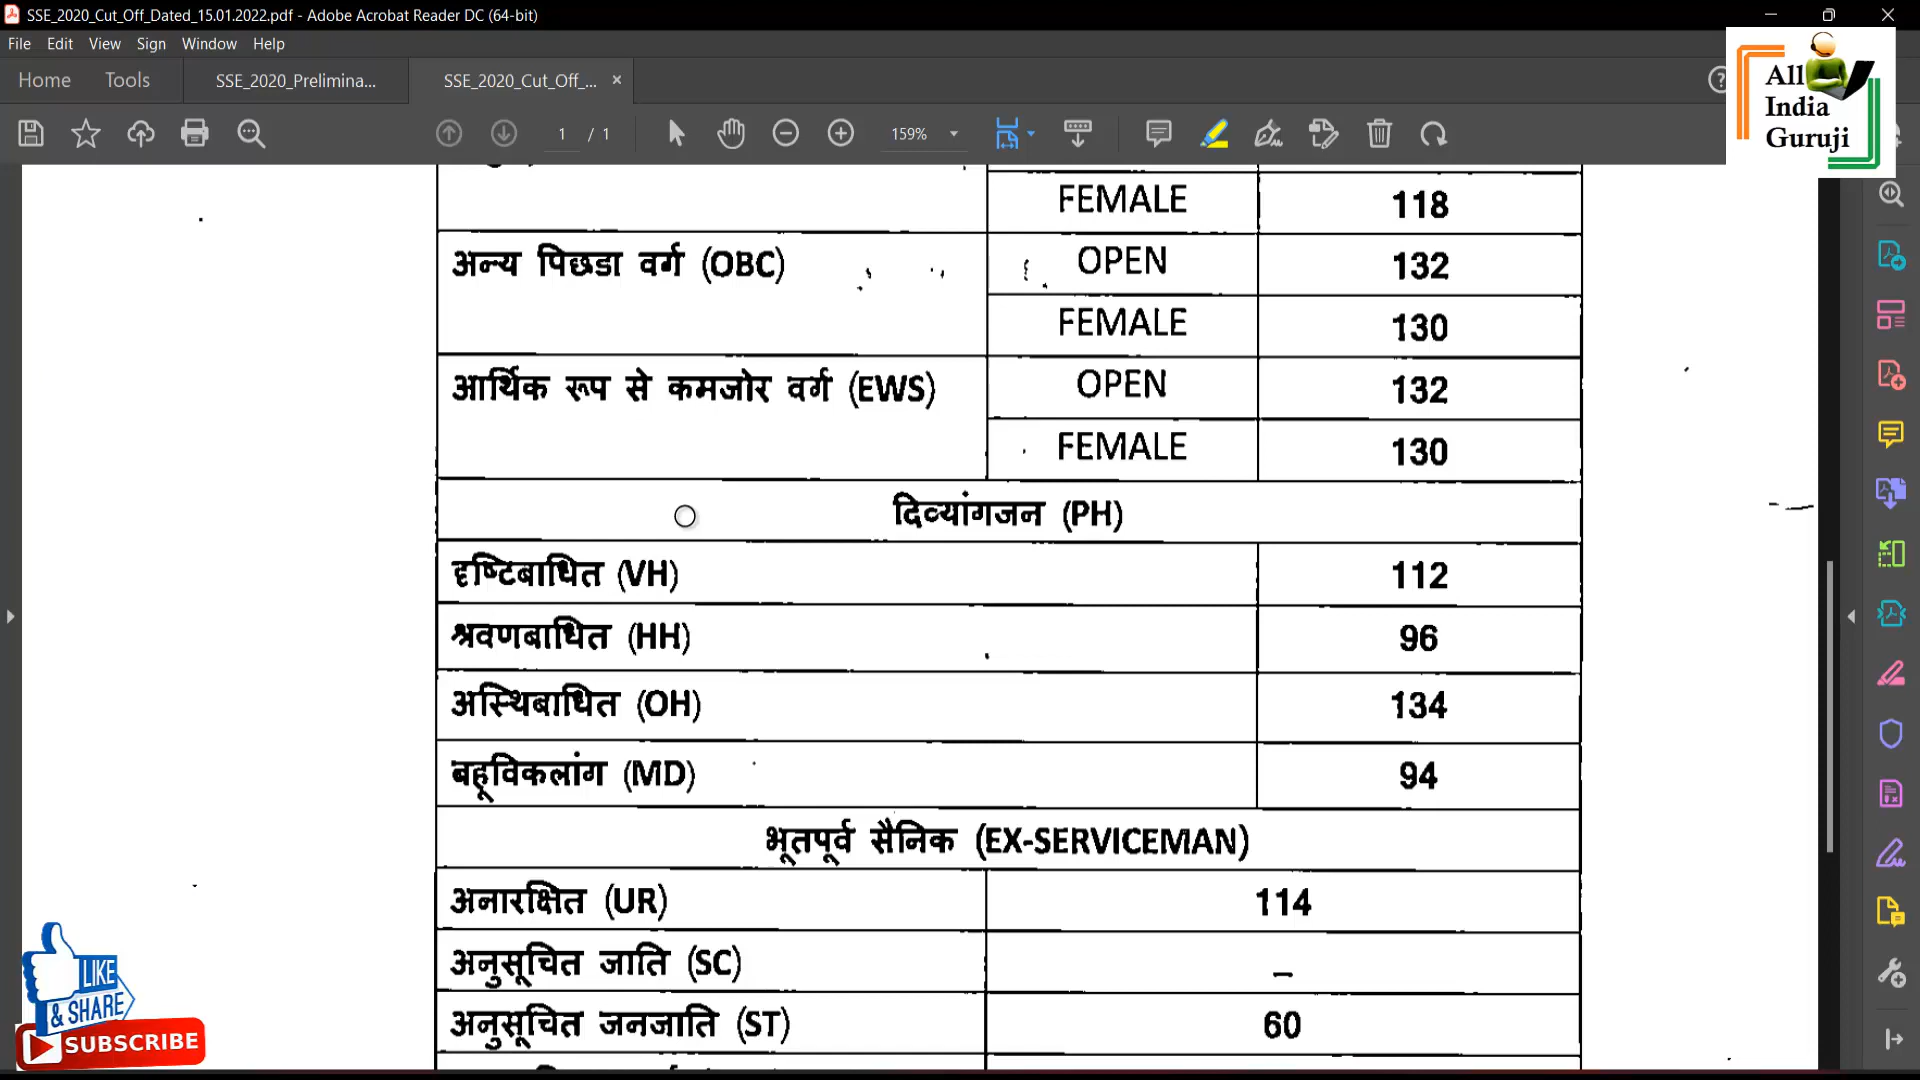 SSE_2020_Cut_Off_Dated_15.01.2022.pdf - Adobe Acrobat Reader DC (64-bit)
File Edit View Sign Window Help
Home Tools SSE_2020_Prelimina... SSE_2020_Cut_Off_... ×
1 / 1 159%
All
India
Guruji
FEMALE 118
अन्य पिछडा वर्ग (OBC) OPEN 132
FEMALE 130
आर्थिक रूप से कमजोर वर्ग (EWS) OPEN 132
FEMALE 130
दिव्यांगजन (PH)
दृष्टिबाधित (VH) 112
श्रवणबाधित (HH) 96
अस्थिबाधित (OH) 134
बहूविकलांग (MD) 94
भूतपूर्व सैनिक (EX-SERVICEMAN)
अनारक्षित (UR) 114
अनुसूचित जाति (SC) –
अनुसूचित जनजाति (ST) 60
LIKE
& SHARE
SUBSCRIBE